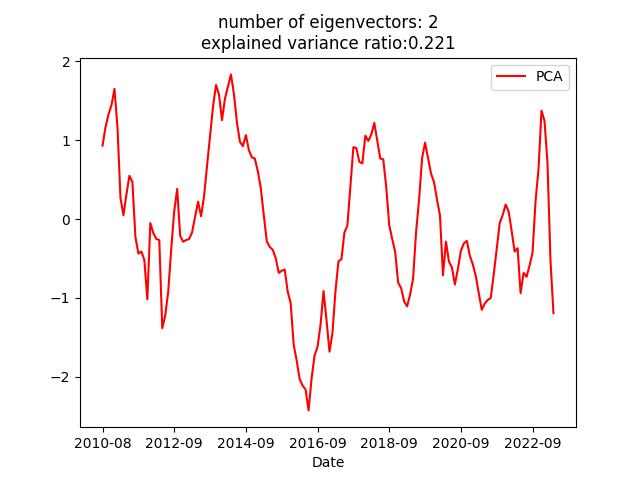 number of eigenvectors: 2
explained variance ratio:0.221
PCA
2
1
0
−1
−2
2010-08 2012-09 2014-09 2016-09 2018-09 2020-09 2022-09
Date